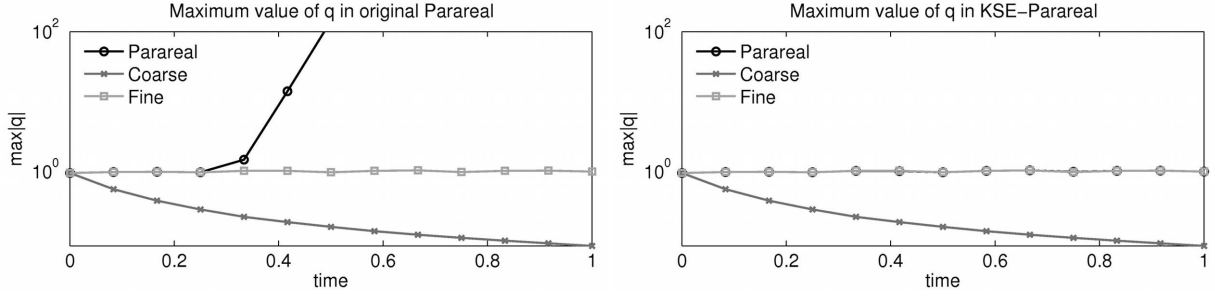 Maximum value of q in original Parareal
10^2
Parareal
Coarse
Fine
max|q|
10^0
0 0.2 0.4 0.6 0.8 1
time
Maximum value of q in KSE−Parareal
10^2
Parareal
Coarse
Fine
max|q|
10^0
0 0.2 0.4 0.6 0.8 1
time